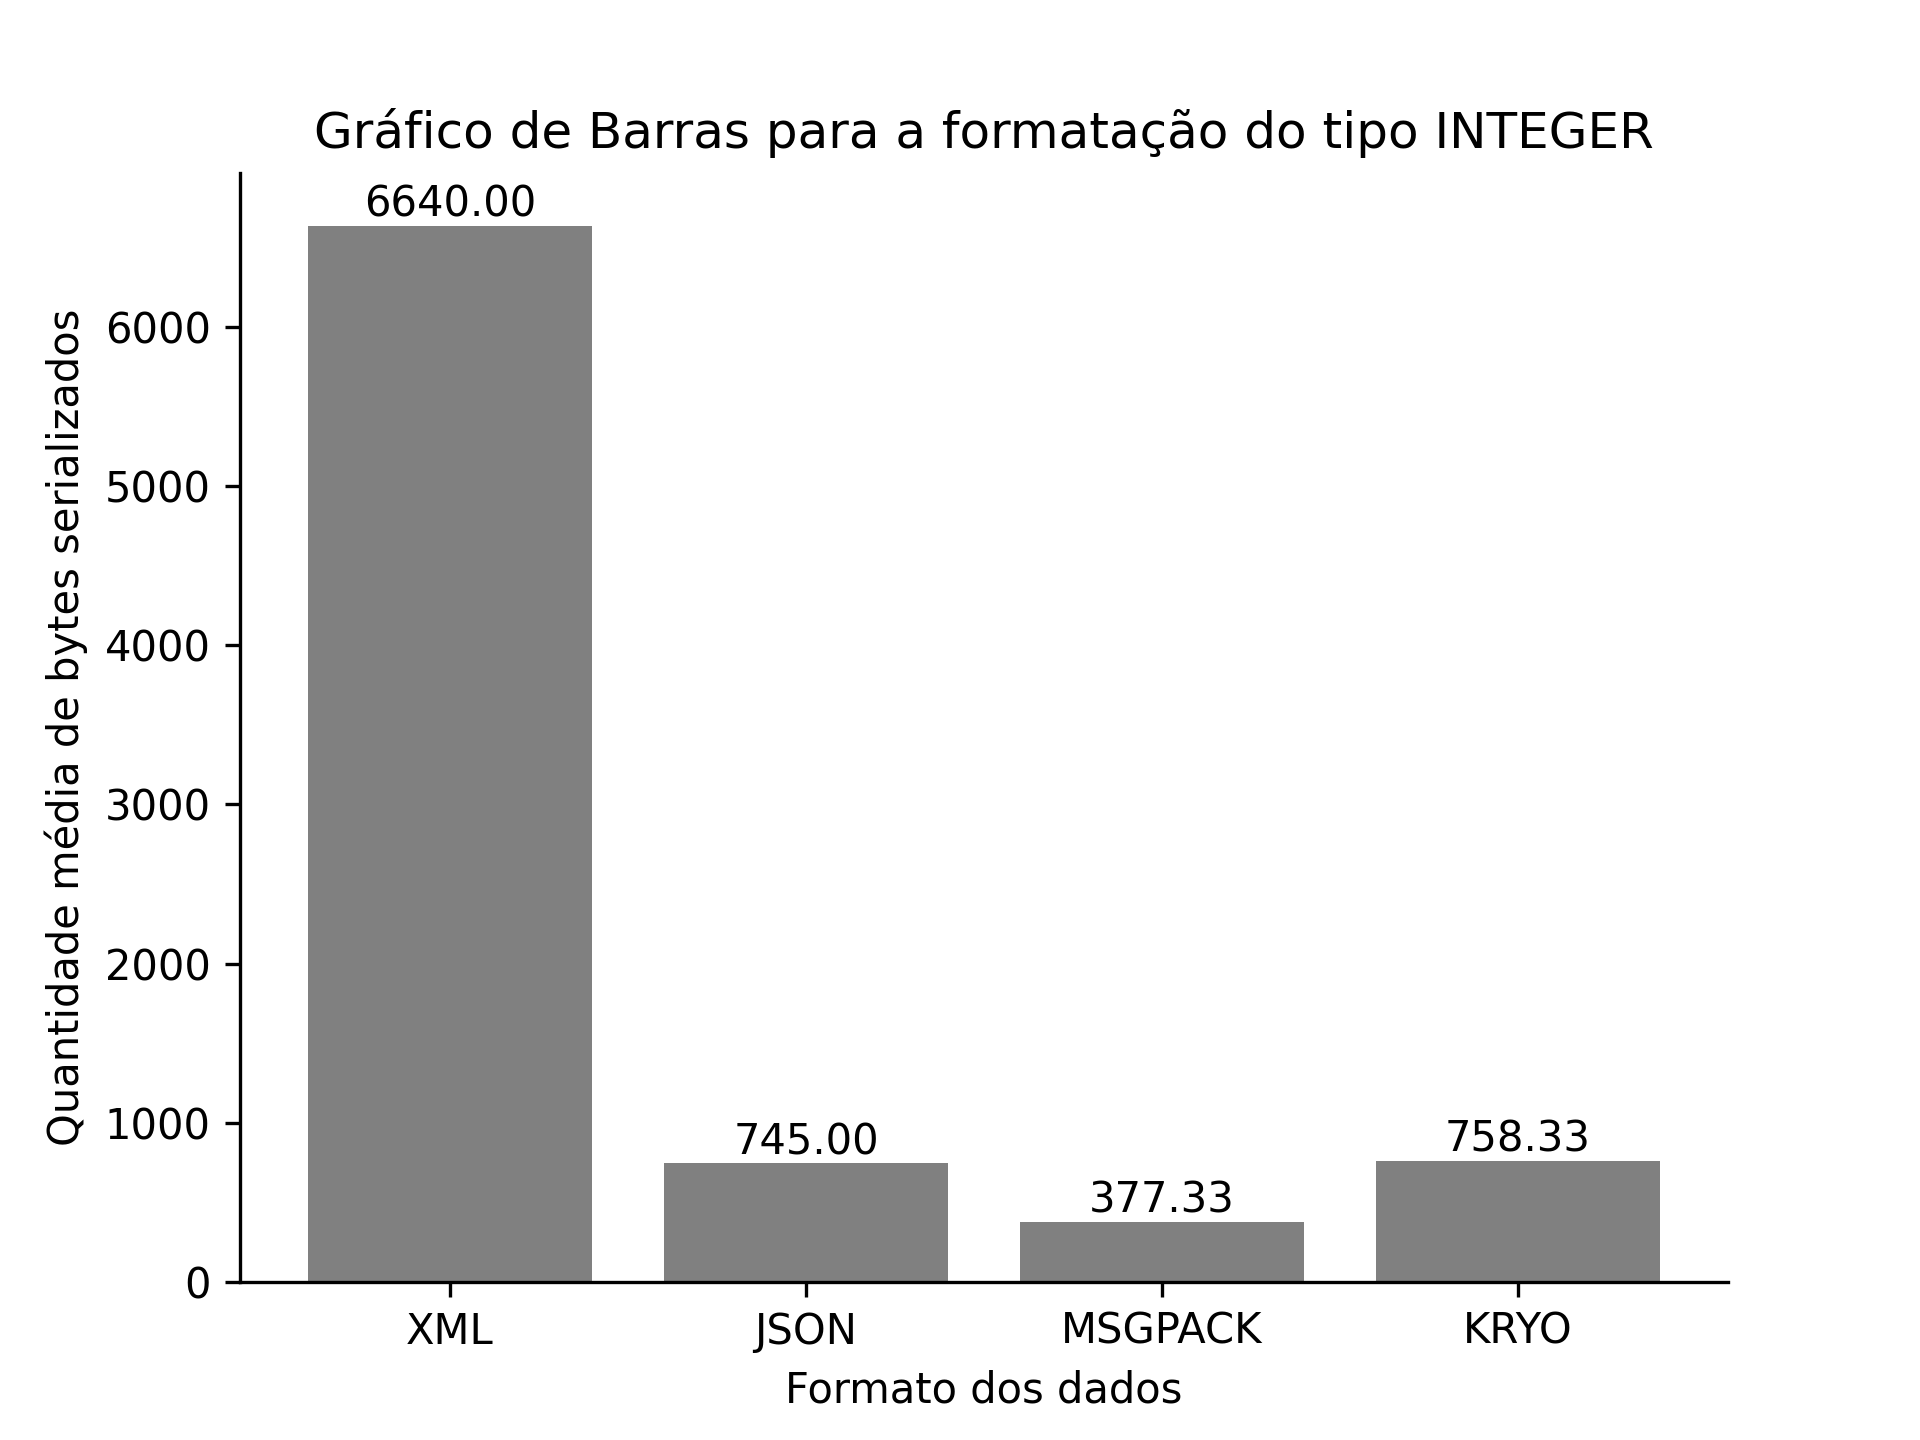 Gráfico de Barras para a formatação do tipo INTEGER
6640.00
745.00
377.33
758.33
Quantidade média de bytes serializados
6000
5000
4000
3000
2000
1000
0
XML JSON MSGPACK KRYO
Formato dos dados